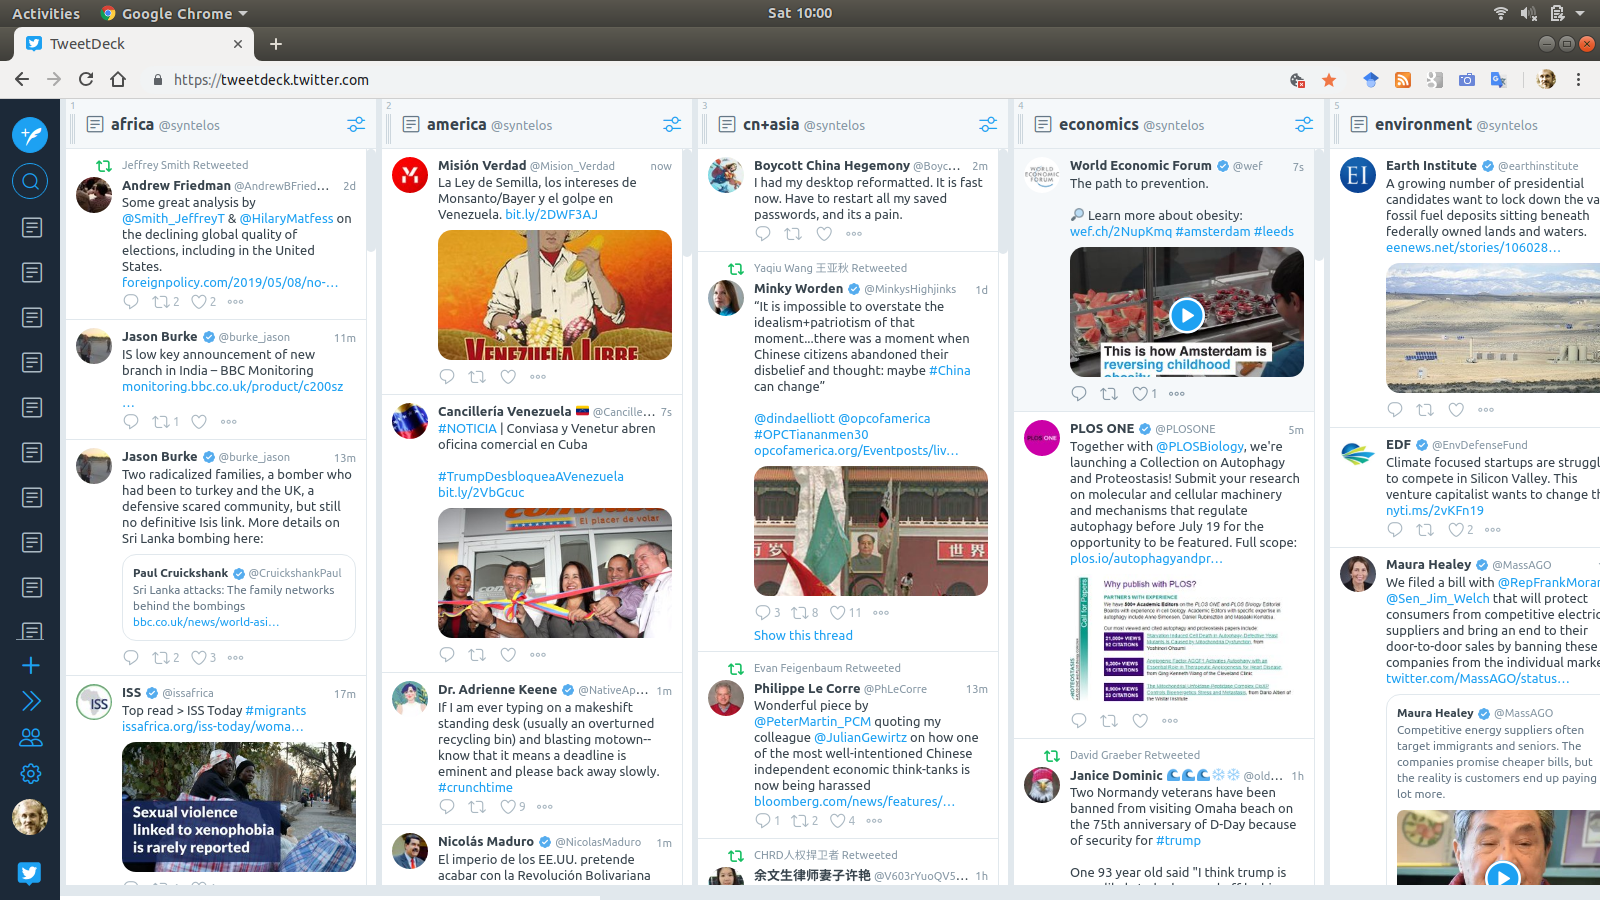 Activities
Google Chrome
Sat 10:00
TweetDeck
https://tweetdeck.twitter.com
1
africa @syntelos
Jeffrey Smith Retweeted
Andrew Friedman @AndrewBFried… 2d
Some great analysis by
@Smith_JeffreyT & @HilaryMatfess on
the declining global quality of
elections, including in the United
States.
foreignpolicy.com/2019/05/08/no-…
2 2
Jason Burke @burke_jason 11m
IS low key announcement of new
branch in India – BBC Monitoring
monitoring.bbc.co.uk/product/c200sz
…
1
Jason Burke @burke_jason 13m
Two radicalized families, a bomber who
had been to turkey and the UK, a
defensive scared community, but still
no definitive Isis link. More details on
Sri Lanka bombing here:
Paul Cruickshank @CruickshankPaul
Sri Lanka attacks: The family networks
behind the bombings
bbc.co.uk/news/world-asi…
2 3
ISS @issafrica 17m
Top read > ISS Today #migrants
issafrica.org/iss-today/woma…
ISS
Sexual violence
linked to xenophobia
is rarely reported
2
america @syntelos
Misión Verdad @Mision_Verdad now
La Ley de Semilla, los intereses de
Monsanto/Bayer y el golpe en
Venezuela. bit.ly/2DWF3AJ
VENEZUELA LIBRE
Cancillería Venezuela @Cancille… 7s
#NOTICIA | Conviasa y Venetur abren
oficina comercial en Cuba
#TrumpDesbloqueaAVenezuela
bit.ly/2VbGcuc
conviasa
El placer de volar
Dr. Adrienne Keene @NativeAp… 1m
If I am ever typing on a makeshift
standing desk (usually an overturned
recycling bin) and blasting motown--
know that it means a deadline is
eminent and please back away slowly.
#crunchtime
9
Nicolás Maduro @NicolasMaduro 1m
El imperio de los EE.UU. pretende
acabar con la Revolución Bolivariana
3
cn+asia @syntelos
Boycott China Hegemony @Boyc… 2m
I had my desktop reformatted. It is fast
now. Have to restart all my saved
passwords, and its a pain.
Yaqiu Wang 王亚秋 Retweeted
Minky Worden @MinkysHighjinks 1d
“It is impossible to overstate the
idealism+patriotism of that
moment...there was a moment when
Chinese citizens abandoned their
disbelief and thought: maybe #China
can change”
@dindaelliott @opcofamerica
#OPCTiananmen30
opcofamerica.org/Eventposts/liv…
万岁 世界
3 8 11
Show this thread
Evan Feigenbaum Retweeted
Philippe Le Corre @PhLeCorre 13m
Wonderful piece by
@PeterMartin_PCM quoting my
colleague @JulianGewirtz on how one
of the most well-intentioned Chinese
independent economic think-tanks is
now being harassed
bloomberg.com/news/features/…
1 2 4
CHRD人权捍卫者 Retweeted
余文生律师妻子许艳 @V603rYuoQV5… 1h
4
economics @syntelos
WORLD
ECONOMIC
FORUM
World Economic Forum @wef 7s
The path to prevention.
Learn more about obesity:
wef.ch/2NupKmq #amsterdam #leeds
This is how Amsterdam is
reversing childhood
obesity
1
PLOS ONE
PLOS ONE @PLOSONE 5m
Together with @PLOSBiology, we're
launching a Collection on Autophagy
and Proteostasis! Submit your research
on molecular and cellular machinery
and mechanisms that regulate
autophagy before July 19 for the
opportunity to be featured. Full scope:
plos.io/autophagyandpr…
Call for Papers
Why publish with PLOS?
PARTNERS WITH EXPERIENCE
21,000+ VIEWS
David Graeber Retweeted
Janice Dominic 🌊🌊🌊❄❄ @old… 1h
Two Normandy veterans have been
banned from visiting Omaha beach on
the 75th anniversary of D-Day because
of security for #trump
One 93 year old said "I think trump is
5
environment @syntelos
EI
Earth Institute @earthinstitute
A growing number of presidential
candidates want to lock down the va
fossil fuel deposits sitting beneath
federally owned lands and waters.
eenews.net/stories/106028…
EDF @EnvDefenseFund
Climate focused startups are struggl
to compete in Silicon Valley. This
venture capitalist wants to change th
nyti.ms/2vKFn19
2
Maura Healey @MassAGO
We filed a bill with @RepFrankMoran
@Sen_Jim_Welch that will protect
consumers from competitive electric
suppliers and bring an end to their
door-to-door sales by banning these
companies from the individual marke
twitter.com/MassAGO/status…
Maura Healey @MassAGO
Competitive energy suppliers often
target immigrants and seniors. The
companies promise cheaper bills, but
the reality is customers end up paying
lot more.